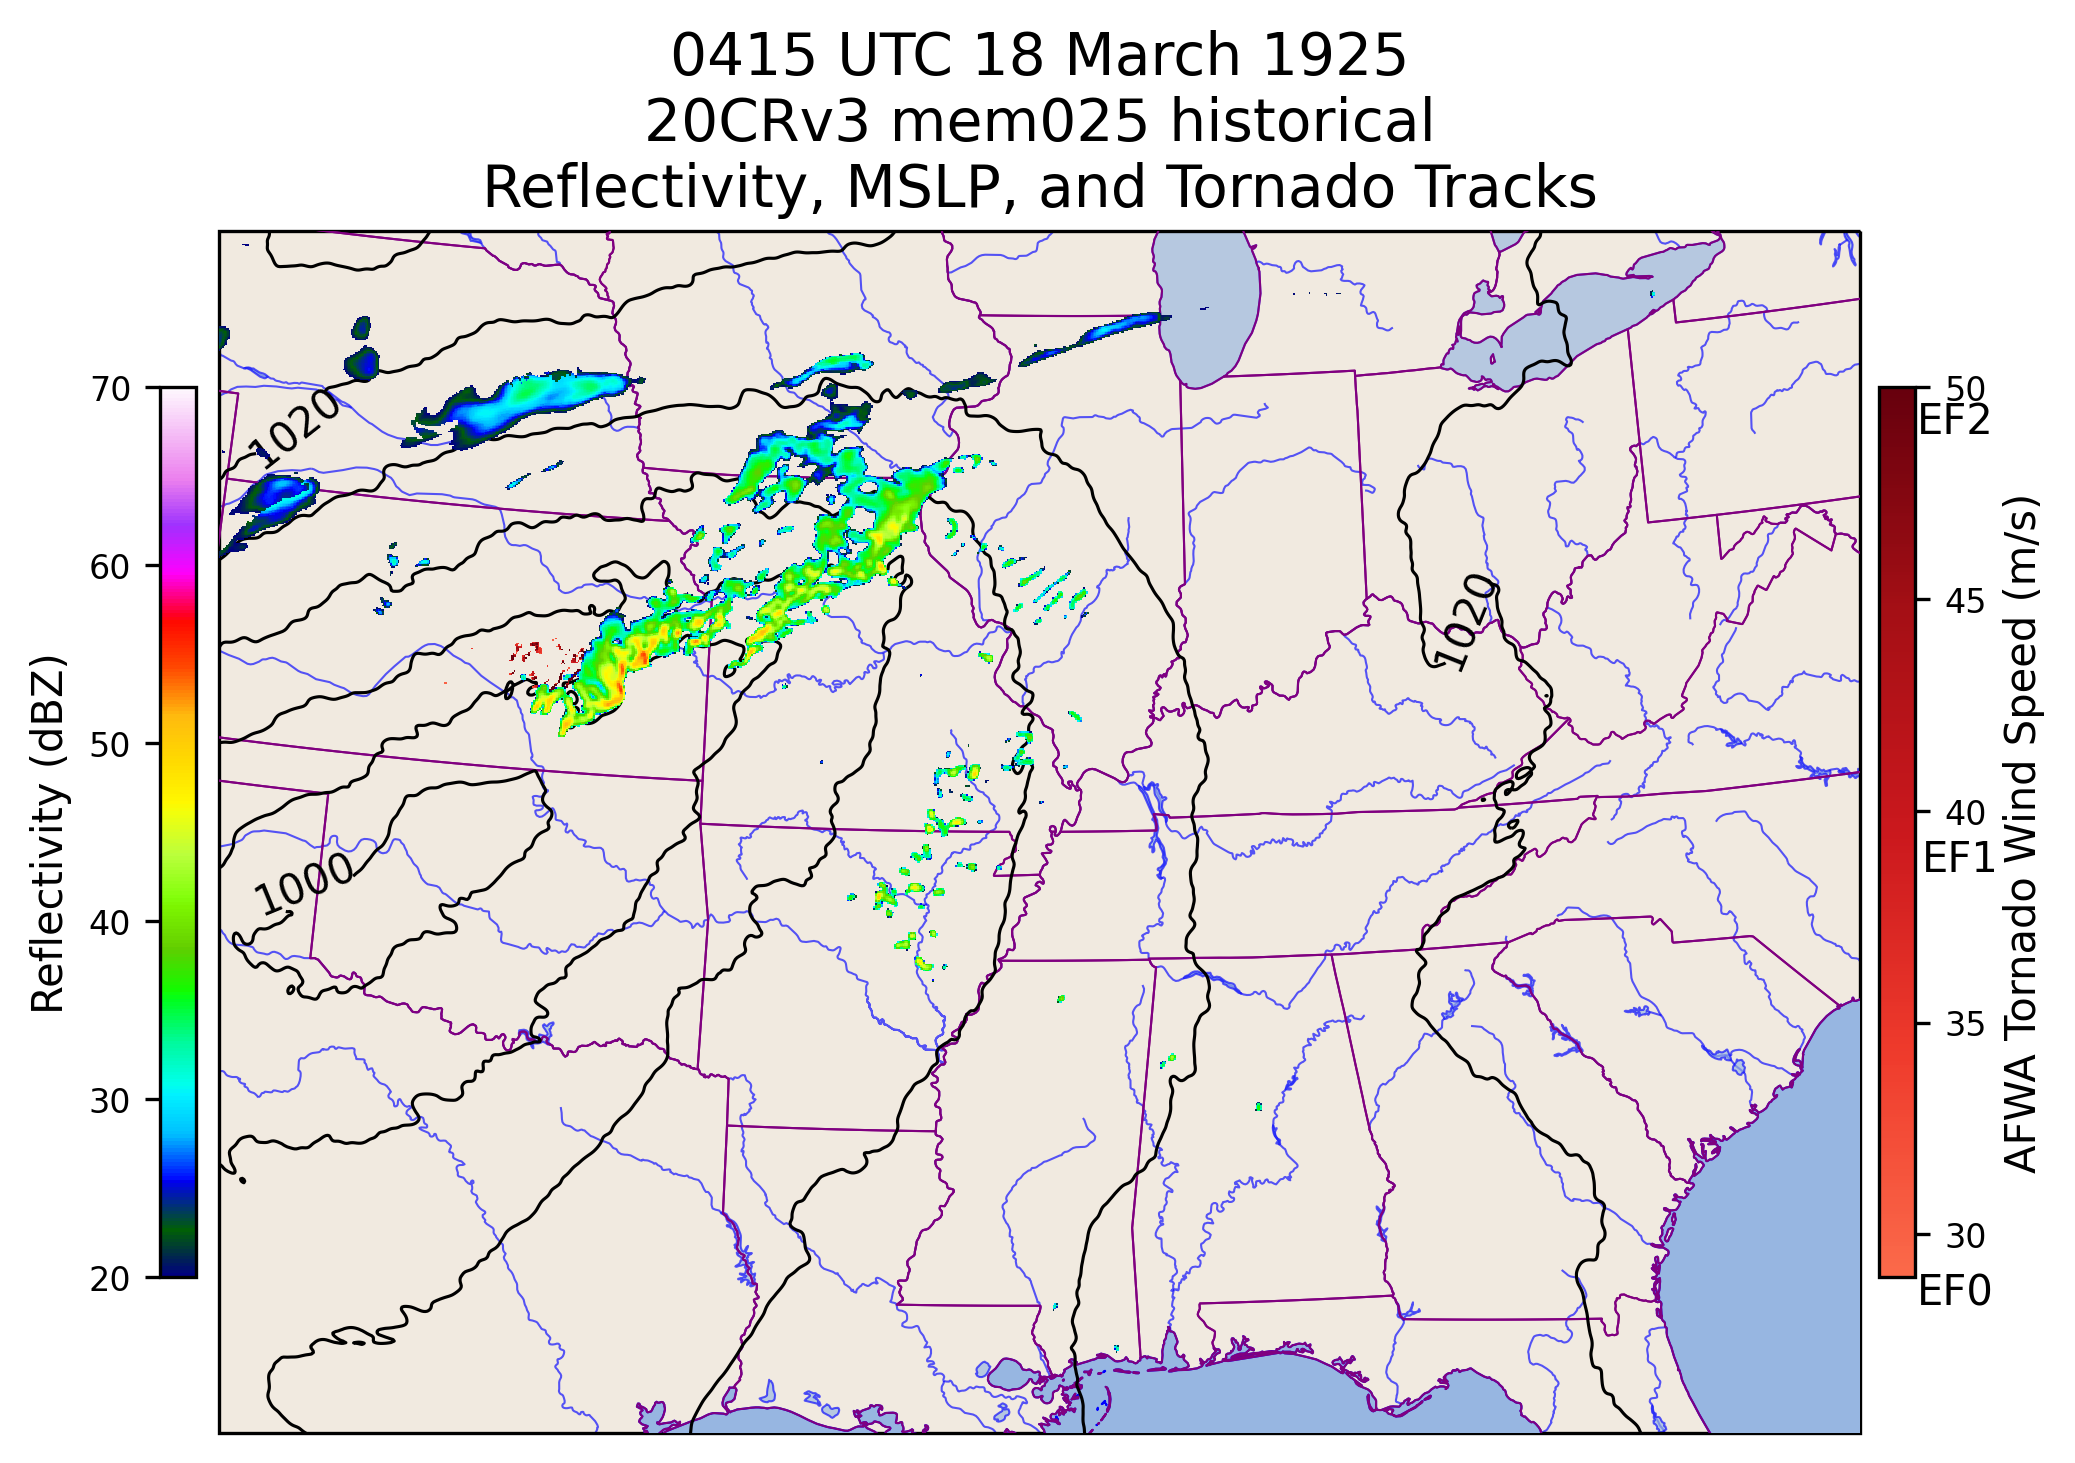 0415 UTC 18 March 1925
20CRv3 mem025 historical
Reflectivity, MSLP, and Tornado Tracks
Reflectivity (dBZ)
70
60
50
40
30
20
1020
1000
1020
50
EF2
45
40
EF1
35
30
EF0
AFWA Tornado Wind Speed (m/s)